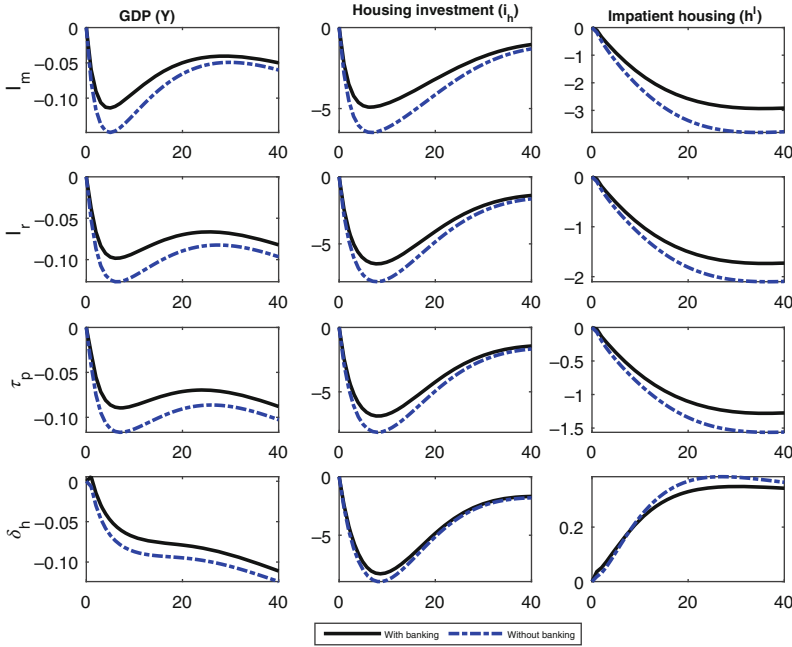 GDP (Y) Housing investment (i_h) Impatient housing (h^I)
I_m
0 0 0
−0.05 −1
−0.10 −5 −2
−3
0 20 40 0 20 40 0 20 40
I_r
0 0 0
−0.05 −5 −1
−0.10 −2
0 20 40 0 20 40 0 20 40
τ_p
0 0 0
−0.05 −0.5
−0.10 −5 −1
−1.5
0 20 40 0 20 40 0 20 40
δ_h
0 0
−0.05 −5 0.2
−0.10 0
0 20 40 0 20 40 0 20 40
With banking Without banking